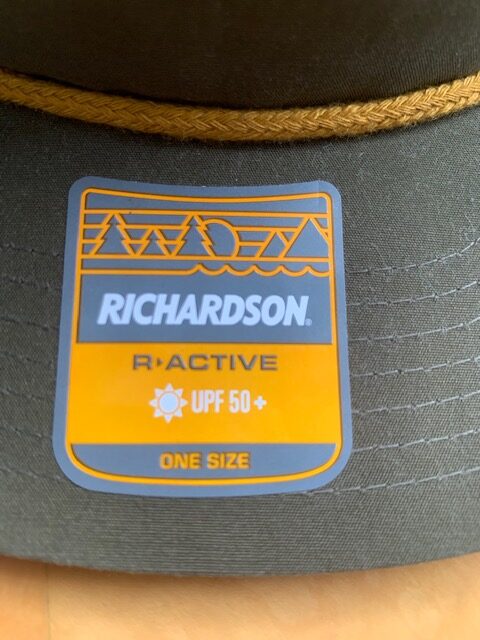 RICHARDSON®
R▸ACTIVE
UPF 50+
ONE SIZE